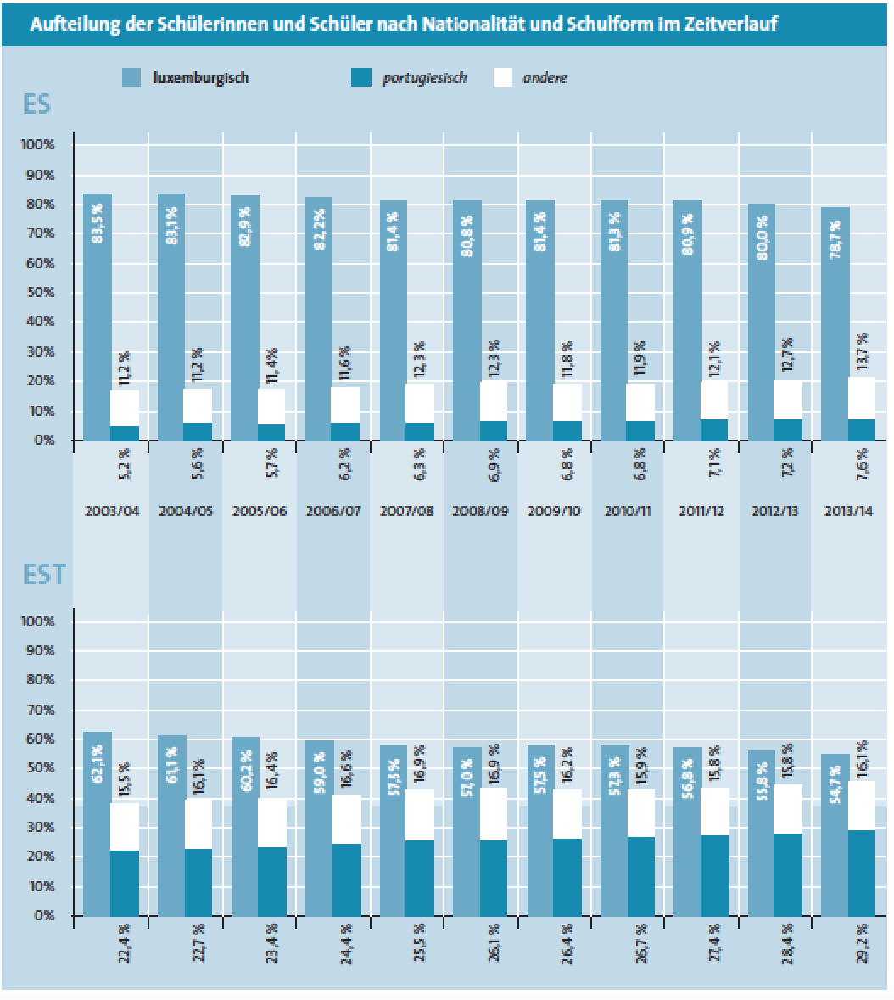 Aufteilung der Schülerinnen und Schüler nach Nationalität und Schulform im Zeitverlauf
luxemburgisch portugiesisch andere
ES
100%
90%
80%
70%
60%
50%
40%
30%
20%
10%
0%
83,5% 83,1% 82,9% 82,2% 81,4% 80,8% 81,4% 81,3% 80,9% 80,0% 78,7%
11,2% 11,2% 11,4% 11,6% 12,3% 12,3% 11,8% 11,9% 12,1% 12,7% 13,7%
5,2% 5,6% 5,7% 6,2% 6,3% 6,9% 6,8% 6,8% 7,1% 7,2% 7,6%
2003/04 2004/05 2005/06 2006/07 2007/08 2008/09 2009/10 2010/11 2011/12 2012/13 2013/14
EST
100%
90%
80%
70%
60%
50%
40%
30%
20%
10%
0%
62,1% 61,1% 60,2% 59,0% 57,5% 57,0% 57,5% 57,3% 56,8% 55,8% 54,7%
15,5% 16,1% 16,4% 16,6% 16,9% 16,9% 16,2% 15,9% 15,8% 15,8% 16,1%
22,4% 22,7% 23,4% 24,4% 25,5% 26,1% 26,4% 26,7% 27,4% 28,4% 29,2%